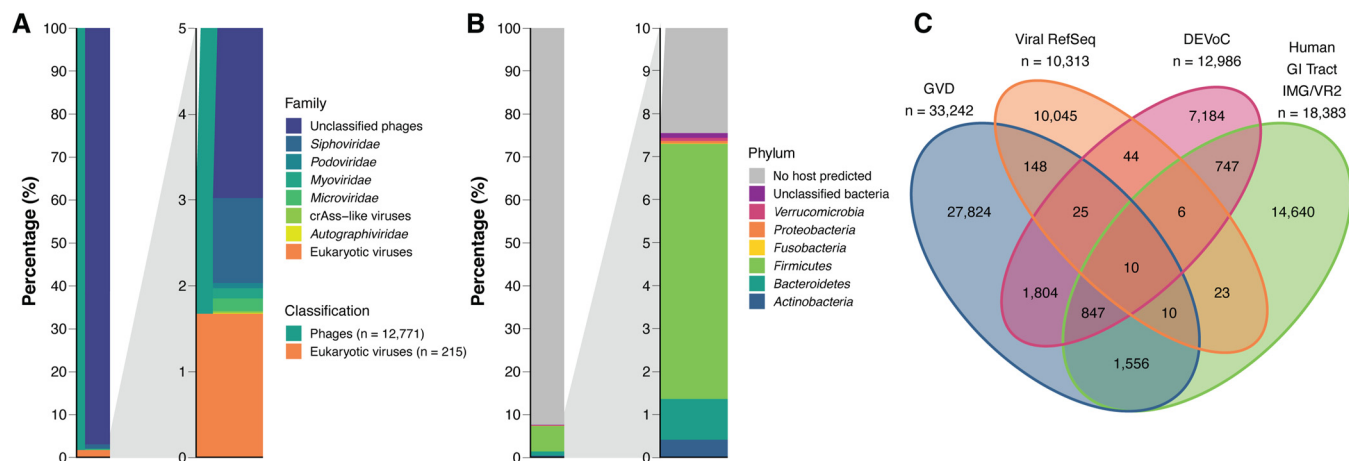 A
Percentage (%)
100
90
80
70
60
50
40
30
20
10
0
5
4
3
2
1
0
Family
Unclassified phages
Siphoviridae
Podoviridae
Myoviridae
Microviridae
crAss-like viruses
Autographiviridae
Eukaryotic viruses
Classification
Phages (n = 12,771)
Eukaryotic viruses (n = 215)
B
Percentage (%)
100
90
80
70
60
50
40
30
20
10
0
10
9
8
7
6
5
4
3
2
1
0
Phylum
No host predicted
Unclassified bacteria
Verrucomicrobia
Proteobacteria
Fusobacteria
Firmicutes
Bacteroidetes
Actinobacteria
C
GVD
n = 33,242
Viral RefSeq
n = 10,313
DEVoC
n = 12,986
Human
GI Tract
IMG/VR2
n = 18,383
10,045
7,184
148
44
747
27,824
25
6
14,640
10
1,804
847
10
23
1,556